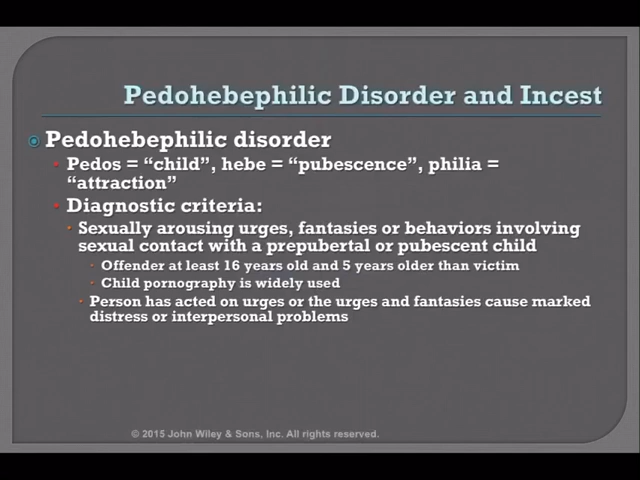 Pedohebephilic Disorder and Incest
Pedohebephilic disorder
Pedos = “child”, hebe = “pubescence”, philia =
“attraction”
Diagnostic criteria:
Sexually arousing urges, fantasies or behaviors involving
sexual contact with a prepubertal or pubescent child
Offender at least 16 years old and 5 years older than victim
Child pornography is widely used
Person has acted on urges or the urges and fantasies cause marked
distress or interpersonal problems
© 2015 John Wiley & Sons, Inc. All rights reserved.